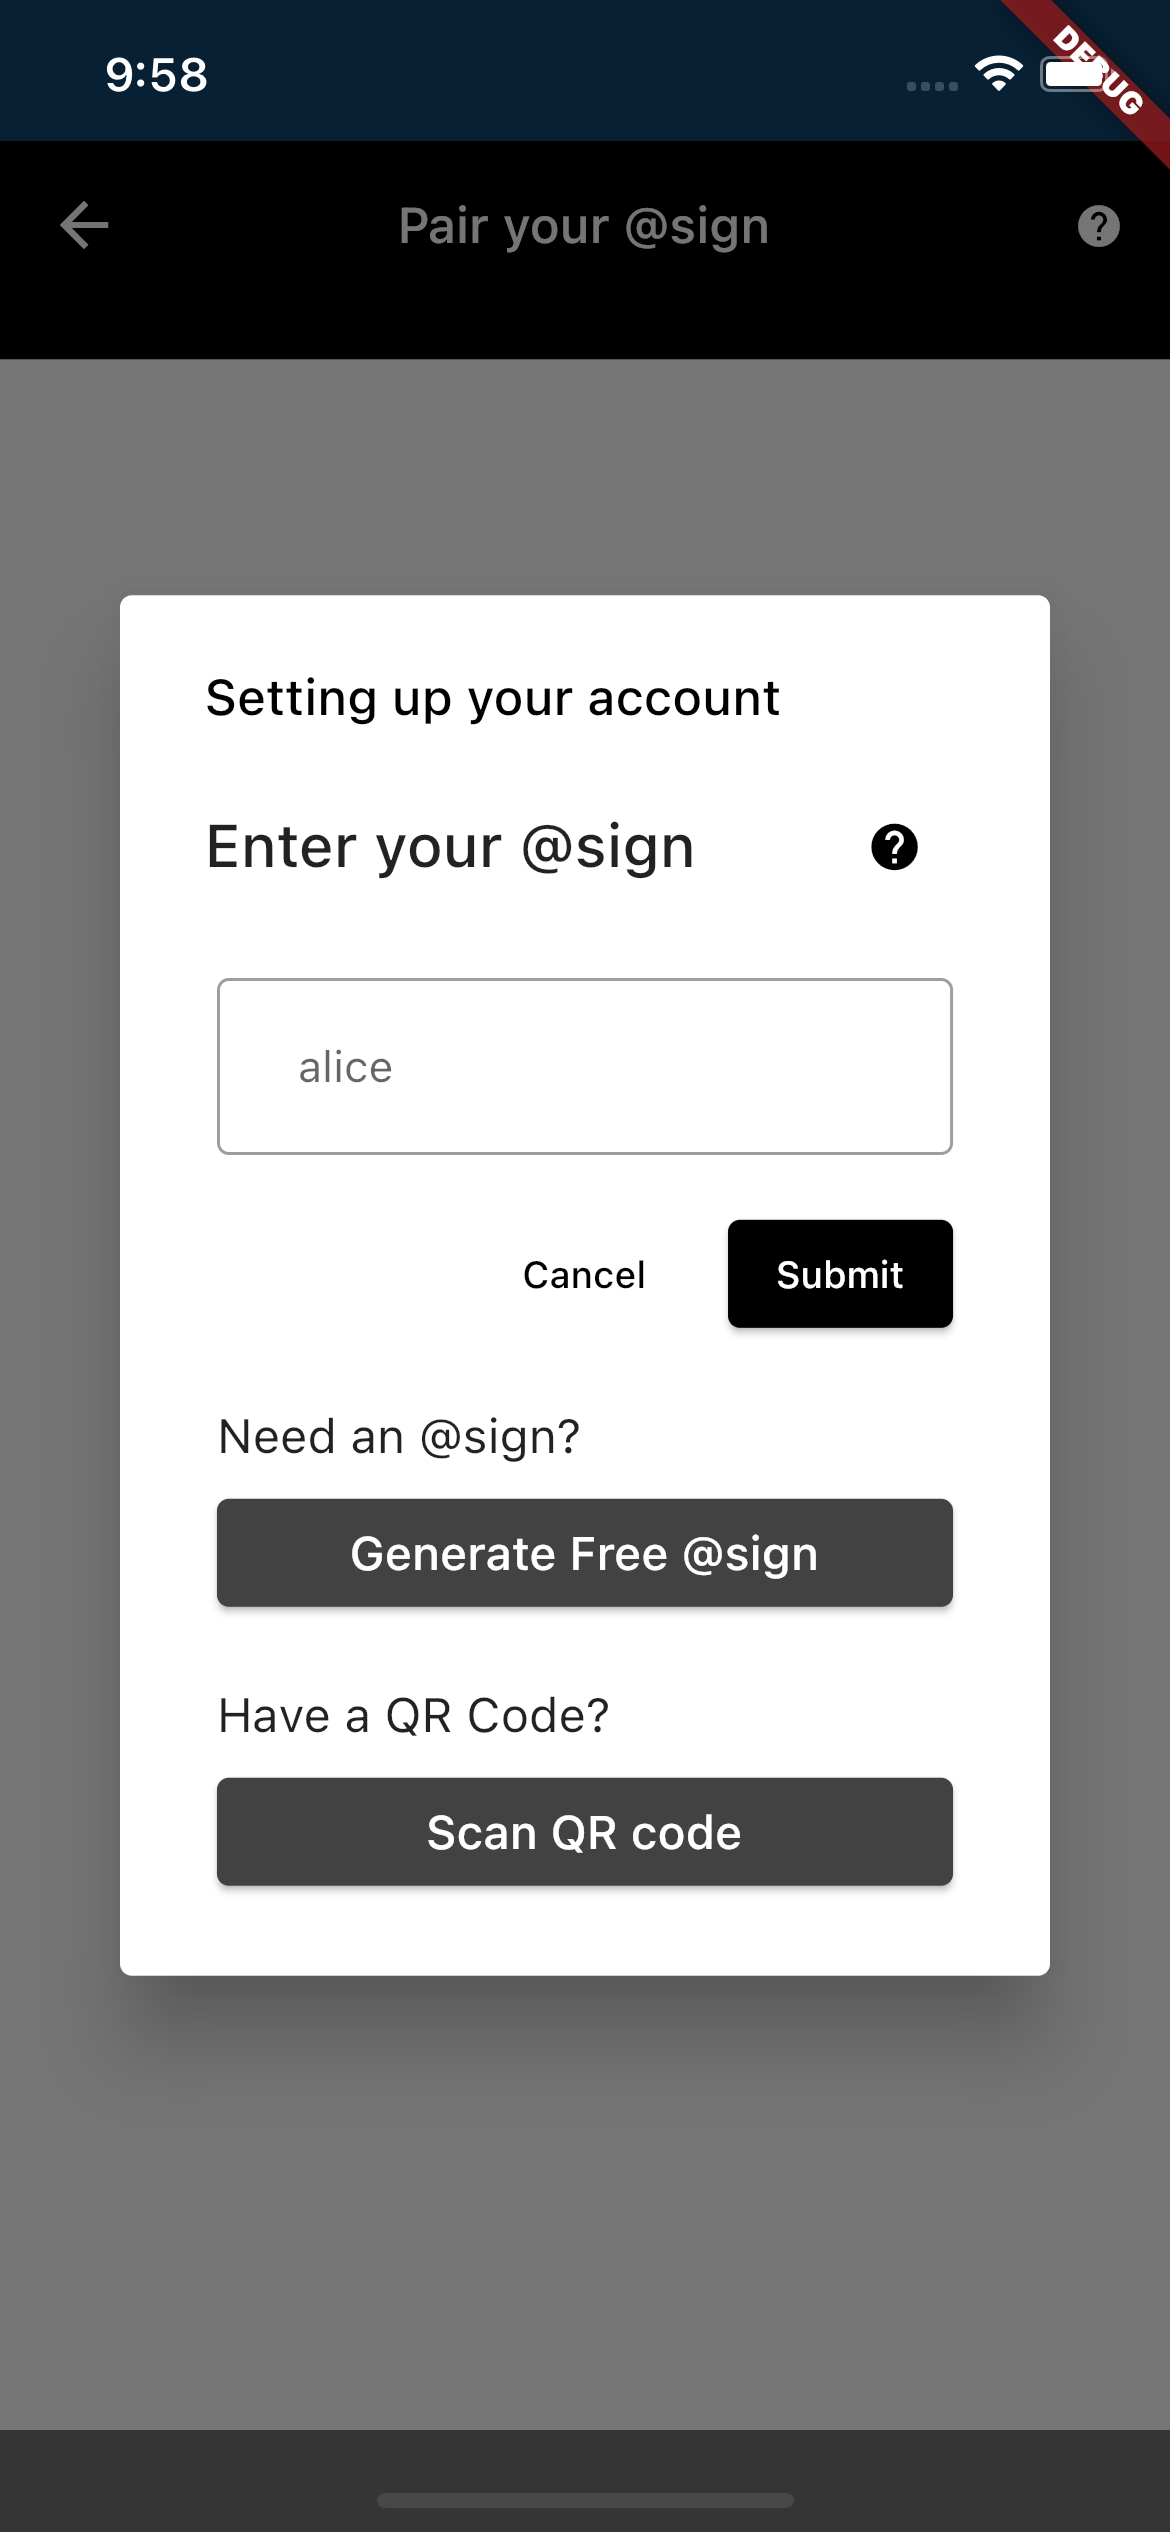 9:58
DEBUG
Pair your @sign
Setting up your account
Enter your @sign
alice
Cancel
Submit
Need an @sign?
Generate Free @sign
Have a QR Code?
Scan QR code